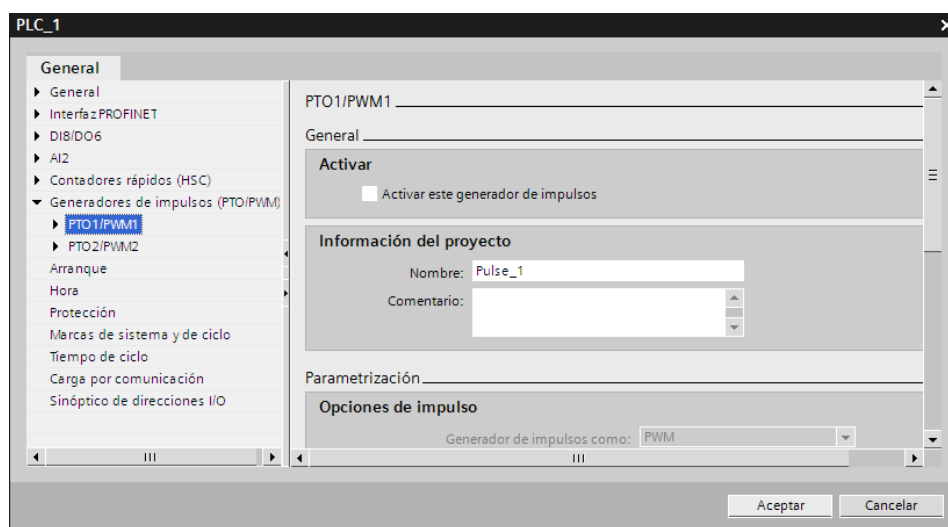 PLC_1
General
General
Interfaz PROFINET
DI8/DO6
AI2
Contadores rápidos (HSC)
Generadores de impulsos (PTO/PWM)
PTO1/PWM1
PTO2/PWM2
Arranque
Hora
Protección
Marcas de sistema y de ciclo
Tiempo de ciclo
Carga por comunicación
Sinóptico de direcciones I/O
PTO1/PWM1
General
Activar
Activar este generador de impulsos
Información del proyecto
Nombre: Pulse_1
Comentario:
Parametrización
Opciones de impulso
Generador de impulsos como: PWM
Aceptar Cancelar